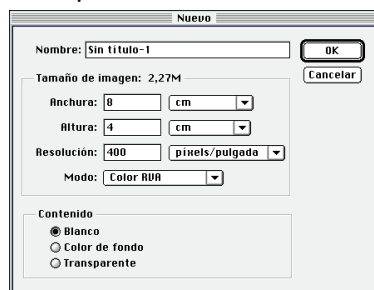 Nuevo
Nombre: Sin título-1
OK
Cancelar
Tamaño de imagen: 2,27M
Anchura: 8 cm
Altura: 4 cm
Resolución: 400 píxels/pulgada
Modo: Color RVA
Contenido
Blanco
Color de fondo
Transparente